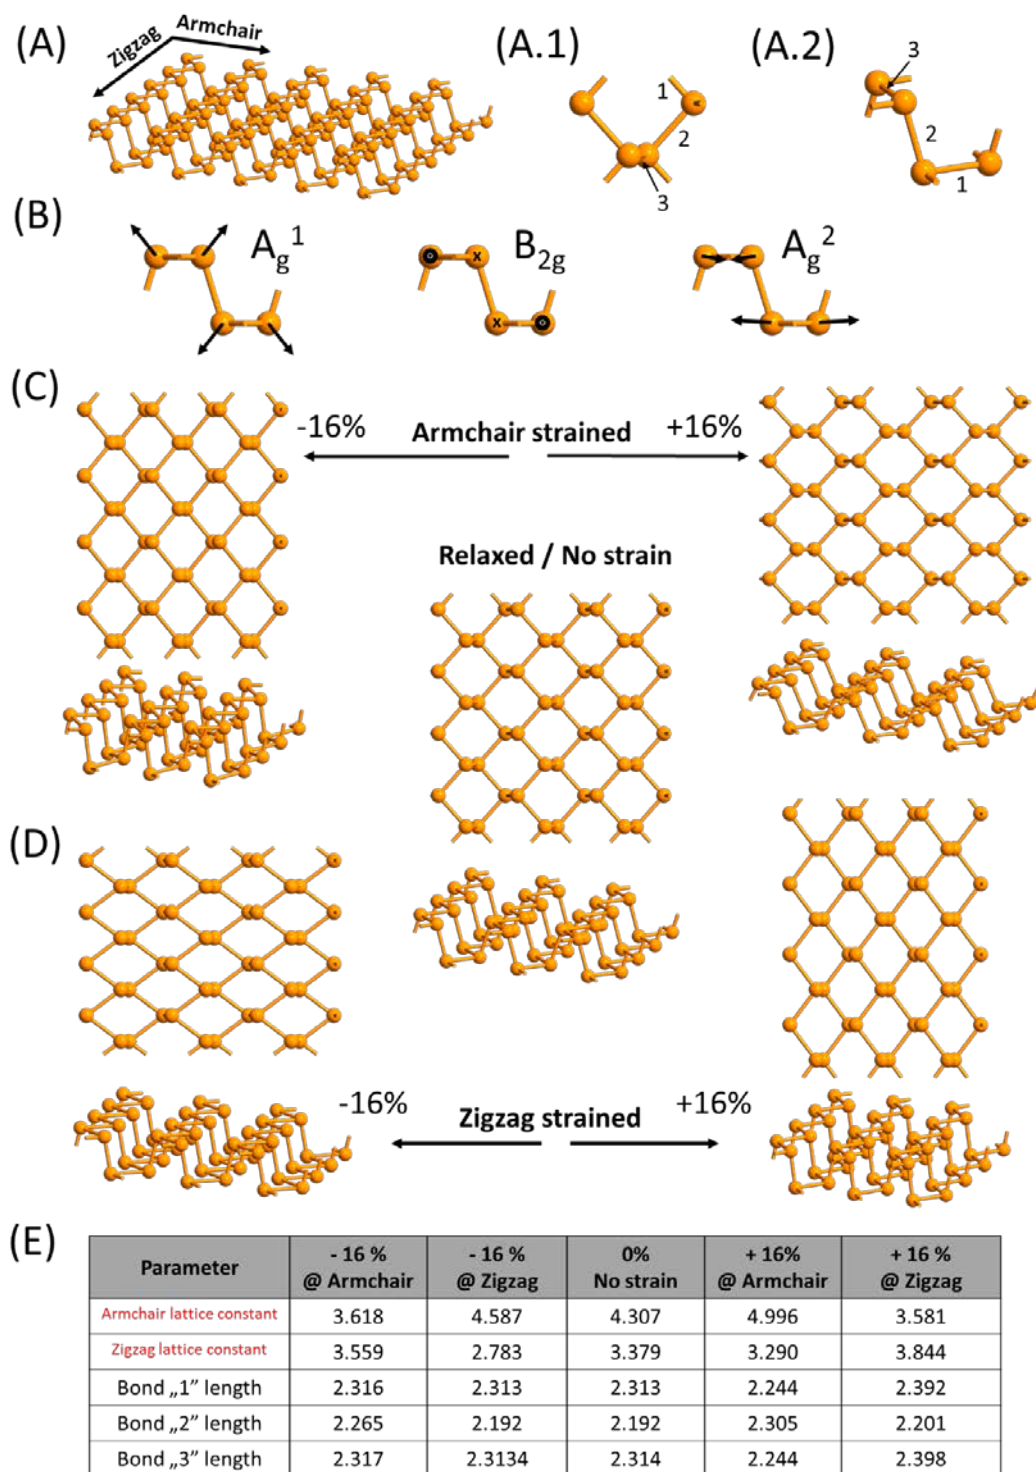 (A)
Zigzag
Armchair
(A.1)
1
2
3
(A.2)
3
2
1
(B)
Ag1
B2g
Ag2
x
x
(C)
-16%
Armchair strained
+16%
Relaxed / No strain
(D)
-16%
Zigzag strained
+16%
(E)
Parameter
- 16 % @ Armchair
- 16 % @ Zigzag
0% No strain
+ 16% @ Armchair
+ 16 % @ Zigzag
Armchair lattice constant 3.618 4.587 4.307 4.996 3.581
Zigzag lattice constant 3.559 2.783 3.379 3.290 3.844
Bond „1” length 2.316 2.313 2.313 2.244 2.392
Bond „2” length 2.265 2.192 2.192 2.305 2.201
Bond „3” length 2.317 2.3134 2.314 2.244 2.398